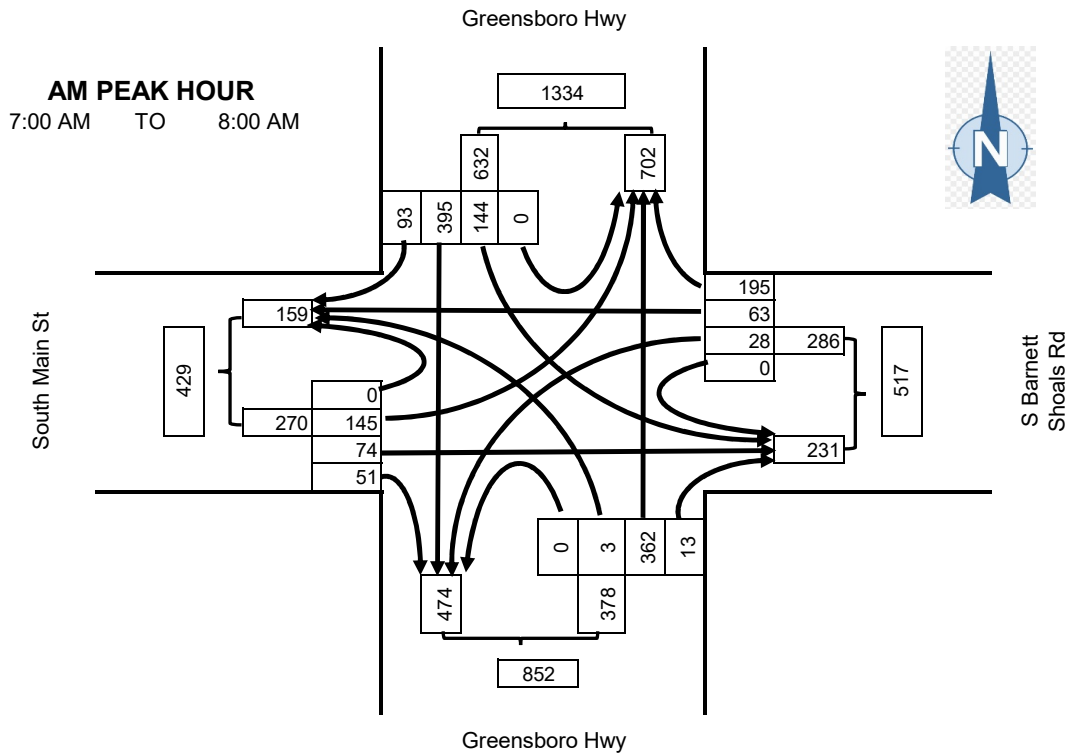 Greensboro Hwy
AM PEAK HOUR
7:00 AM TO 8:00 AM
1334
632
702
93 395 144 0
N
195
159
63
28 286
0
South Main St
429
517
S Barnett
Shoals Rd
0
270 145
74
231
51
0 3 362 13
474
378
852
Greensboro Hwy